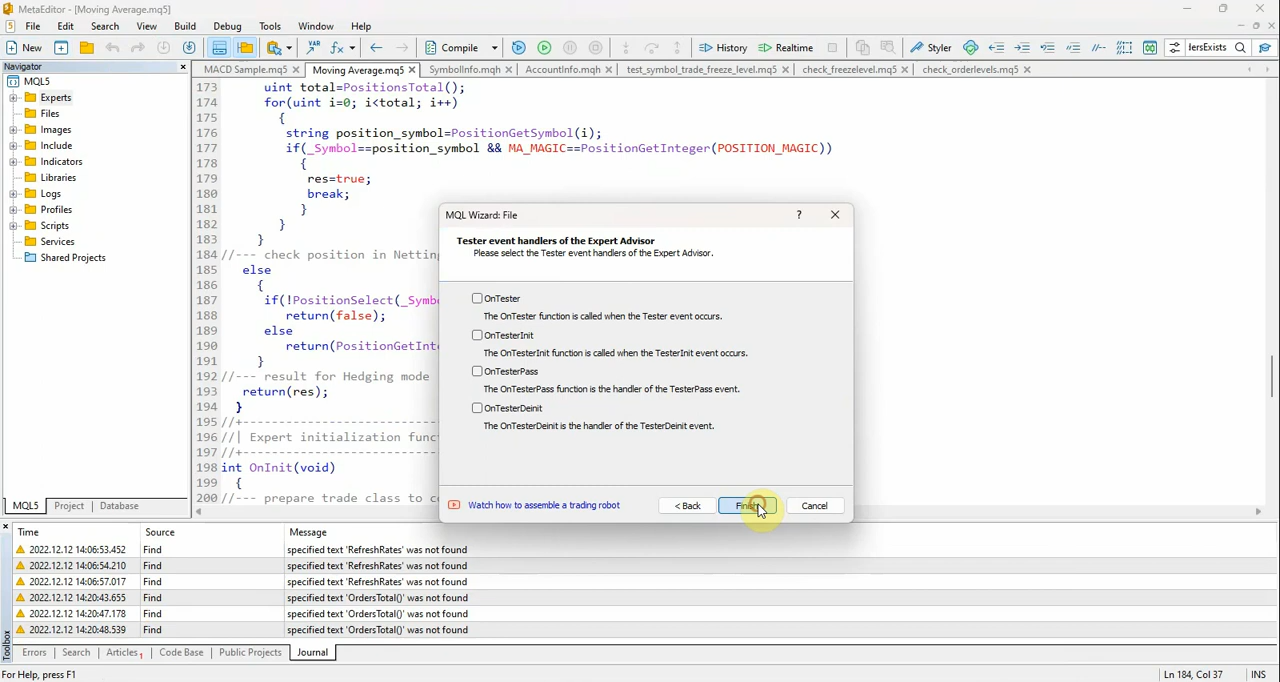 MetaEditor - [Moving Average.mq5]
File Edit Search View Build Debug Tools Window Help
New Compile History Realtime Styler lersExists
Navigator
MACD Sample.mq5 Moving Average.mq5 SymbolInfo.mqh AccountInfo.mqh test_symbol_trade_freeze_level.mq5 check_freezelevel.mq5 check_orderlevels.mq5
MQL5
Experts
Files
Images
Include
Indicators
Libraries
Logs
Profiles
Scripts
Services
Shared Projects
173 uint total=PositionsTotal();
174 for(uint i=0; i<total; i++)
175 {
176 string position_symbol=PositionGetSymbol(i);
177 if(_Symbol==position_symbol && MA_MAGIC==PositionGetInteger(POSITION_MAGIC))
178 {
179 res=true;
180 break;
181 }
182 }
183 }
184 //--- check position in Nettin
185 else
186 {
187 if(!PositionSelect(_Symb
188 return(false);
189 else
190 return(PositionGetInt
191 }
192 //--- result for Hedging mode
193 return(res);
194 }
195 //+------------------------
196 //| Expert initialization func
197 //+------------------------
198 int OnInit(void)
199 {
200 //--- prepare trade class to c
MQL Wizard: File
Tester event handlers of the Expert Advisor
Please select the Tester event handlers of the Expert Advisor.
OnTester
The OnTester function is called when the Tester event occurs.
OnTesterInit
The OnTesterInit function is called when the TesterInit event occurs.
OnTesterPass
The OnTesterPass function is the handler of the TesterPass event.
OnTesterDeinit
The OnTesterDeinit is the handler of the TesterDeinit event.
Watch how to assemble a trading robot < Back Finish Cancel
MQL5 Project Database
Time Source Message
2022.12.12 14:06:53.452 Find specified text 'RefreshRates' was not found
2022.12.12 14:06:54.210 Find specified text 'RefreshRates' was not found
2022.12.12 14:06:57.017 Find specified text 'RefreshRates' was not found
2022.12.12 14:20:43.655 Find specified text 'OrdersTotal()' was not found
2022.12.12 14:20:47.178 Find specified text 'OrdersTotal()' was not found
2022.12.12 14:20:48.539 Find specified text 'OrdersTotal()' was not found
Toolbox
Errors Search Articles 1 Code Base Public Projects Journal
For Help, press F1 Ln 184, Col 37 INS